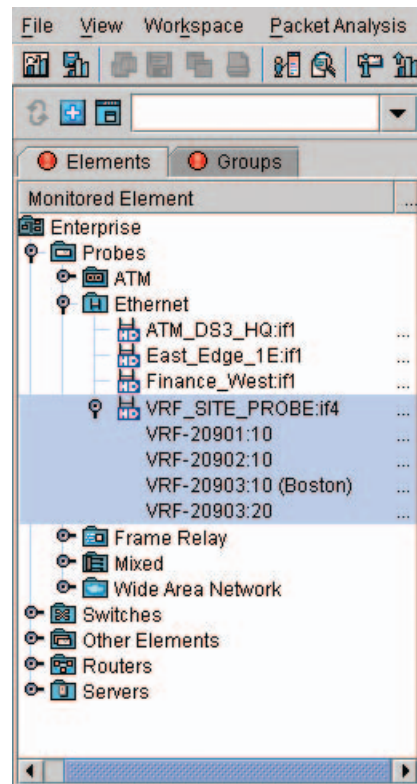 File View Workspace Packet Analysis
Elements Groups
Monitored Element ...
Enterprise
Probes
ATM
Ethernet
ATM_DS3_HQ:if1 ...
East_Edge_1E:if1 ...
Finance_West:if1 ...
VRF_SITE_PROBE:if4 ...
VRF-20901:10 ...
VRF-20902:10 ...
VRF-20903:10 (Boston) ...
VRF-20903:20 ...
Frame Relay
Mixed
Wide Area Network
Switches
Other Elements
Routers
Servers